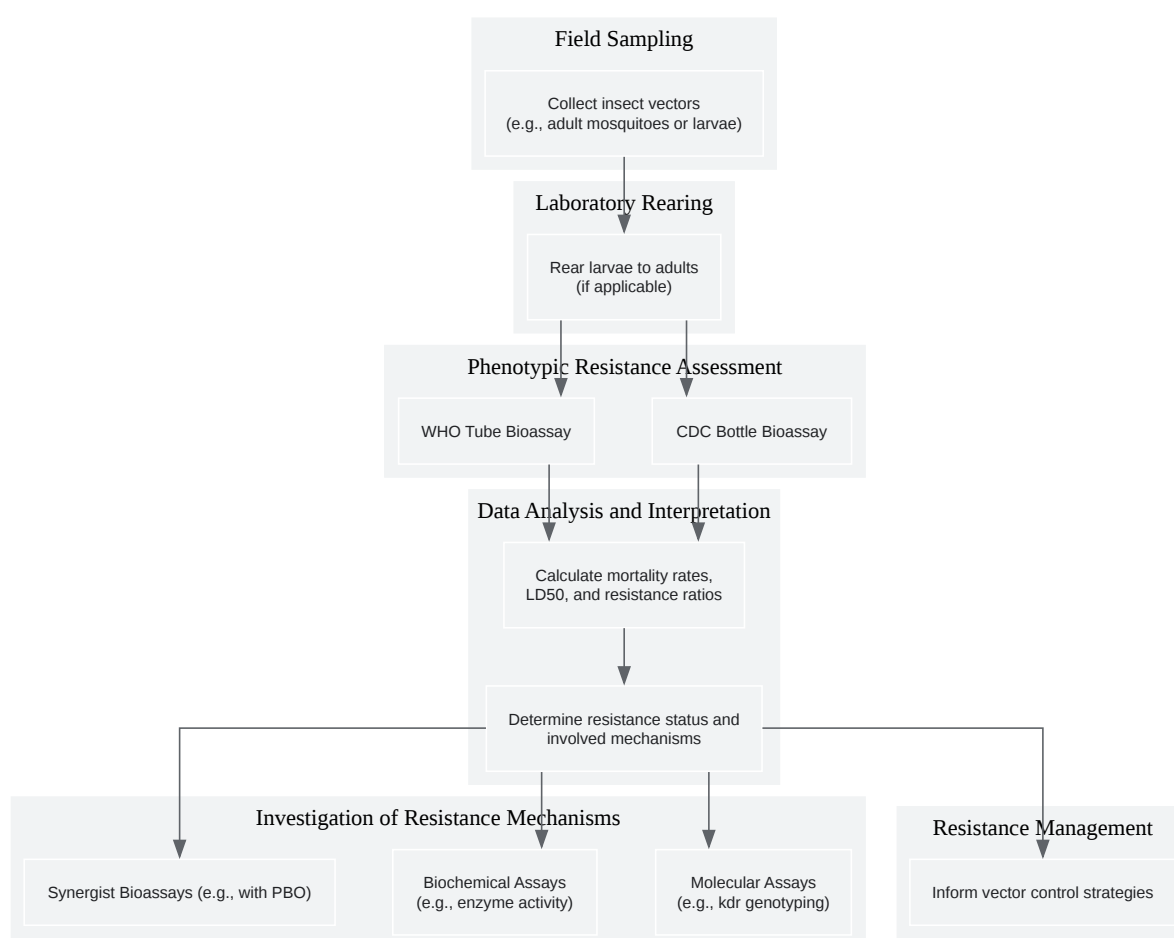 Field Sampling
Collect insect vectors
(e.g., adult mosquitoes or larvae)
Laboratory Rearing
Rear larvae to adults
(if applicable)
Phenotypic Resistance Assessment
WHO Tube Bioassay
CDC Bottle Bioassay
Data Analysis and Interpretation
Calculate mortality rates,
LD50, and resistance ratios
Determine resistance status and
involved mechanisms
Investigation of Resistance Mechanisms
Synergist Bioassays (e.g., with PBO)
Biochemical Assays
(e.g., enzyme activity)
Molecular Assays
(e.g., kdr genotyping)
Resistance Management
Inform vector control strategies